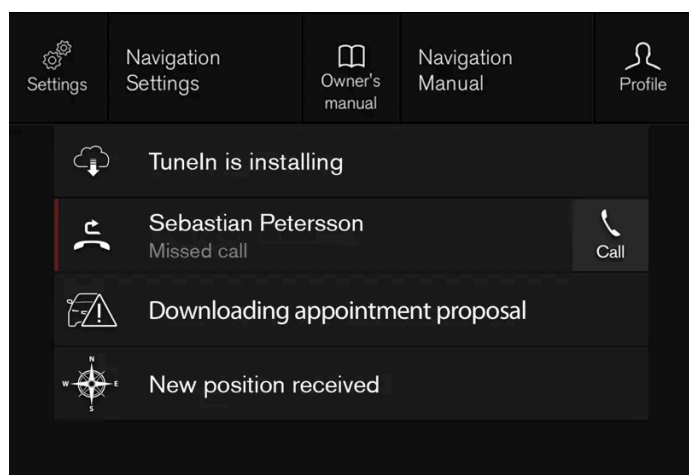 Settings
Navigation
Settings
Owner's
manual
Navigation
Manual
Profile
TuneIn is installing
Sebastian Petersson
Missed call
Call
Downloading appointment proposal
N
W
E
S
New position received